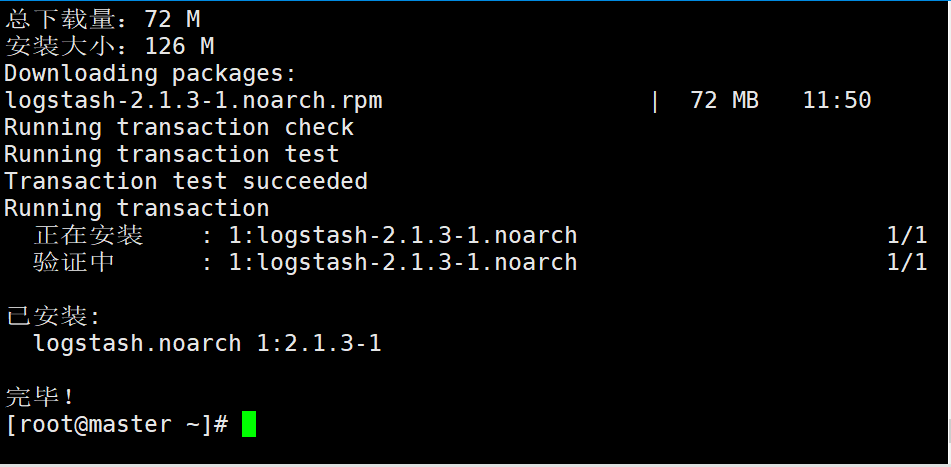 总下载量：72 M
安装大小：126 M
Downloading packages:
logstash-2.1.3-1.noarch.rpm | 72 MB 11:50
Running transaction check
Running transaction test
Transaction test succeeded
Running transaction
正在安装 : 1:logstash-2.1.3-1.noarch 1/1
验证中 : 1:logstash-2.1.3-1.noarch 1/1
已安装:
logstash.noarch 1:2.1.3-1
完毕！
[root@master ~]#